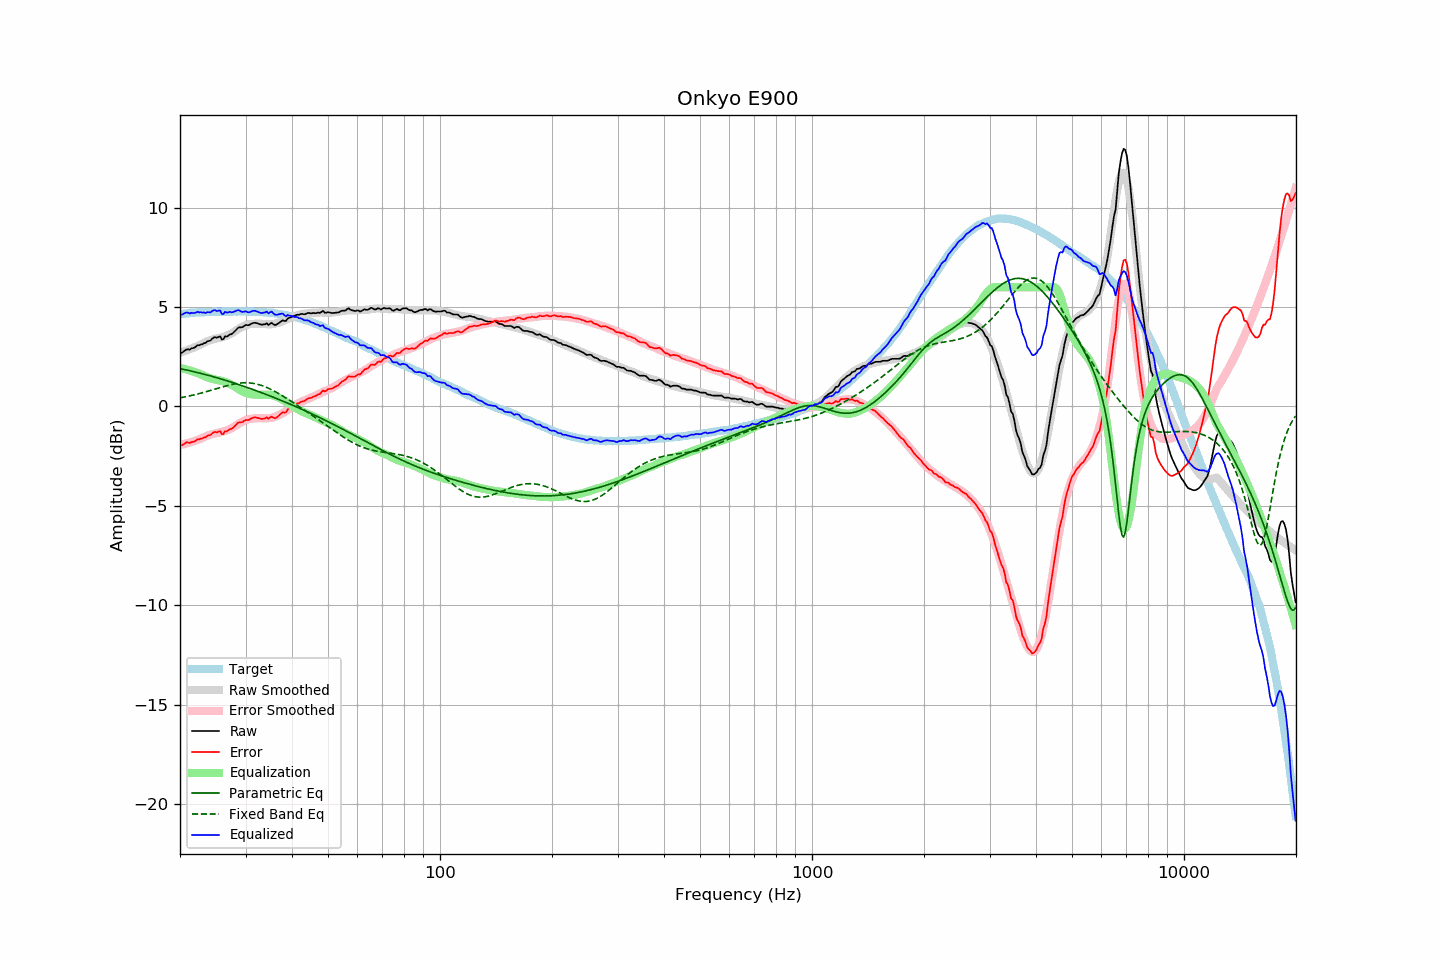 Onkyo E900
Amplitude (dBr)
10
5
0
−5
−10
−15
−20
Target
Raw Smoothed
Error Smoothed
Raw
Error
Equalization
Parametric Eq
Fixed Band Eq
Equalized
100
1000
10000
Frequency (Hz)